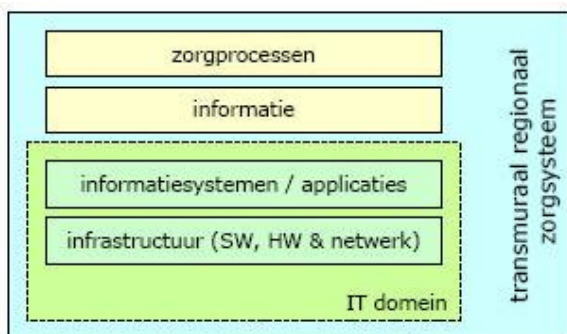 zorgprocessen
informatie
informatiesystemen / applicaties
infrastructuur (SW, HW & netwerk)
IT domein
transmuraal regionaal
zorgsysteem